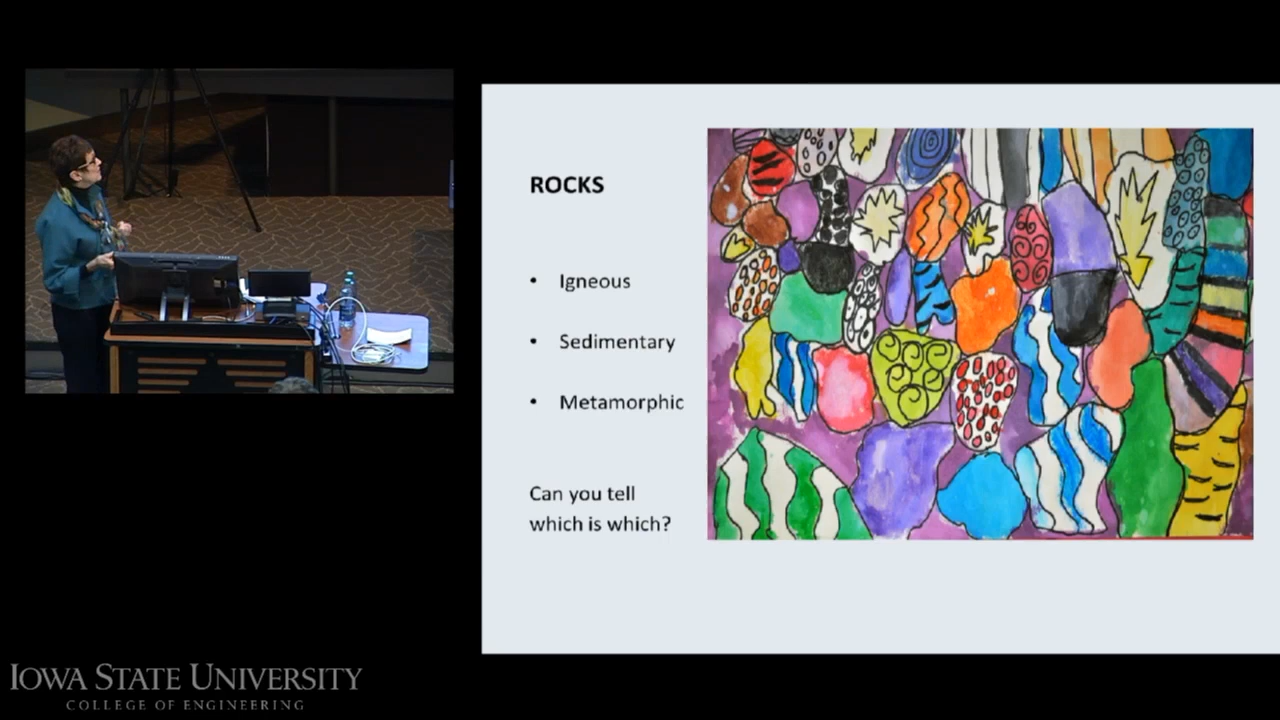 ROCKS
• Igneous
• Sedimentary
• Metamorphic
Can you tell
which is which?
IOWA STATE UNIVERSITY
COLLEGE OF ENGINEERING